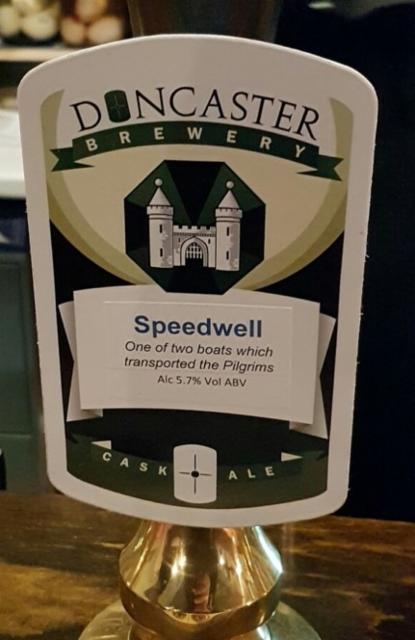 DONCASTER
BREWERY
Speedwell
One of two boats which
transported the Pilgrims
Alc 5.7% Vol ABV
CASK ALE